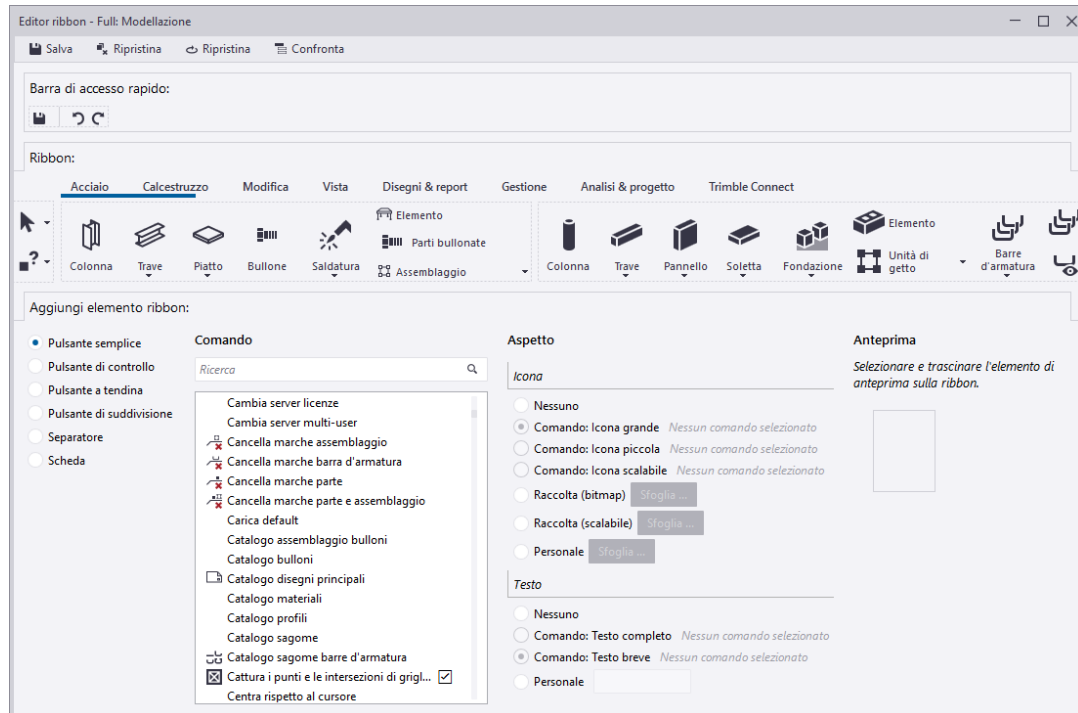 Editor ribbon - Full: Modellazione
Salva Ripristina Ripristina Confronta
Barra di accesso rapido:
Ribbon:
Acciaio Calcestruzzo Modifica Vista Disegni & report Gestione Analisi & progetto Trimble Connect
Colonna Trave Piatto Bullone Saldatura
Elemento
Parti bullonate
Assemblaggio
Colonna Trave Pannello Soletta Fondazione
Elemento
Unità di
getto
Barre
d'armatura
Aggiungi elemento ribbon:
Pulsante semplice
Pulsante di controllo
Pulsante a tendina
Pulsante di suddivisione
Separatore
Scheda
Comando
Ricerca
Cambia server licenze
Cambia server multi-user
Cancella marche assemblaggio
Cancella marche barra d'armatura
Cancella marche parte
Cancella marche parte e assemblaggio
Carica default
Catalogo assemblaggio bulloni
Catalogo bulloni
Catalogo disegni principali
Catalogo materiali
Catalogo profili
Catalogo sagome
Catalogo sagome barre d'armatura
Cattura i punti e le intersezioni di grigl...
Centra rispetto al cursore
Aspetto
Icona
Nessuno
Comando: Icona grande Nessun comando selezionato
Comando: Icona piccola Nessun comando selezionato
Comando: Icona scalabile Nessun comando selezionato
Raccolta (bitmap) Sfoglia ...
Raccolta (scalabile) Sfoglia ...
Personale Sfoglia ...
Testo
Nessuno
Comando: Testo completo Nessun comando selezionato
Comando: Testo breve Nessun comando selezionato
Personale
Anteprima
Selezionare e trascinare l'elemento di
anteprima sulla ribbon.